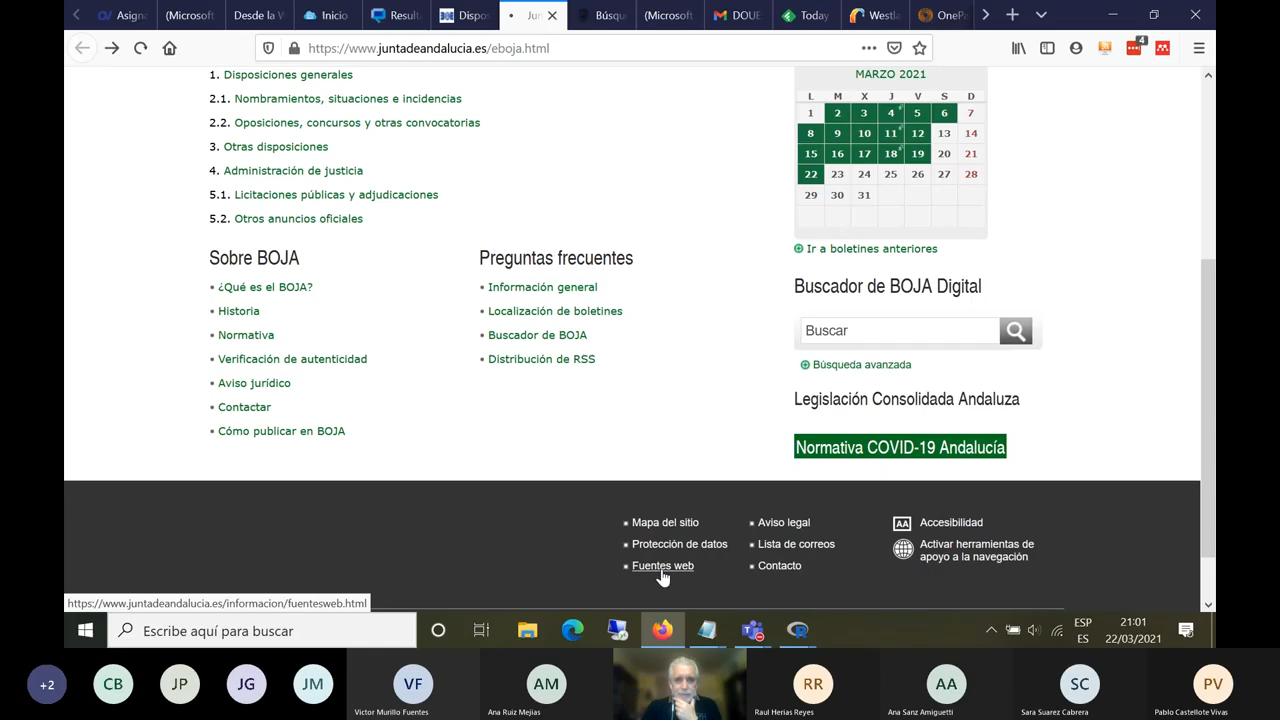 Asigna
(Microsoft
Desde la W
Inicio
Result
Dispo
Jun
Búsqu
(Microsoft
DOUE
Today
Westla
OnePa
https://www.juntadeandalucia.es/eboja.html
4
1. Disposiciones generales
2.1. Nombramientos, situaciones e incidencias
2.2. Oposiciones, concursos y otras convocatorias
3. Otras disposiciones
4. Administración de justicia
5.1. Licitaciones públicas y adjudicaciones
5.2. Otros anuncios oficiales
MARZO 2021
L M X J V S D
1 2 3 4 5 6 7
8 9 10 11 12 13 14
15 16 17 18 19 20 21
22 23 24 25 26 27 28
29 30 31
Ir a boletines anteriores
Sobre BOJA
¿Qué es el BOJA?
Historia
Normativa
Verificación de autenticidad
Aviso jurídico
Contactar
Cómo publicar en BOJA
Preguntas frecuentes
Información general
Localización de boletines
Buscador de BOJA
Distribución de RSS
Buscador de BOJA Digital
Buscar
Búsqueda avanzada
Legislación Consolidada Andaluza
Normativa COVID-19 Andalucía
Mapa del sitio
Protección de datos
Fuentes web
Aviso legal
Lista de correos
Contacto
AA Accesibilidad
Activar herramientas de
apoyo a la navegación
https://www.juntadeandalucia.es/informacion/fuentesweb.html
Escribe aquí para buscar
ESP
ES
21:01
22/03/2021
+2
CB
JP
JG
JM
VF
Victor Murillo Fuentes
AM
Ana Ruiz Mejias
RR
Raul Herias Reyes
AA
Ana Sanz Amiguetti
SC
Sara Suarez Cabrera
PV
Pablo Castellote Vivas